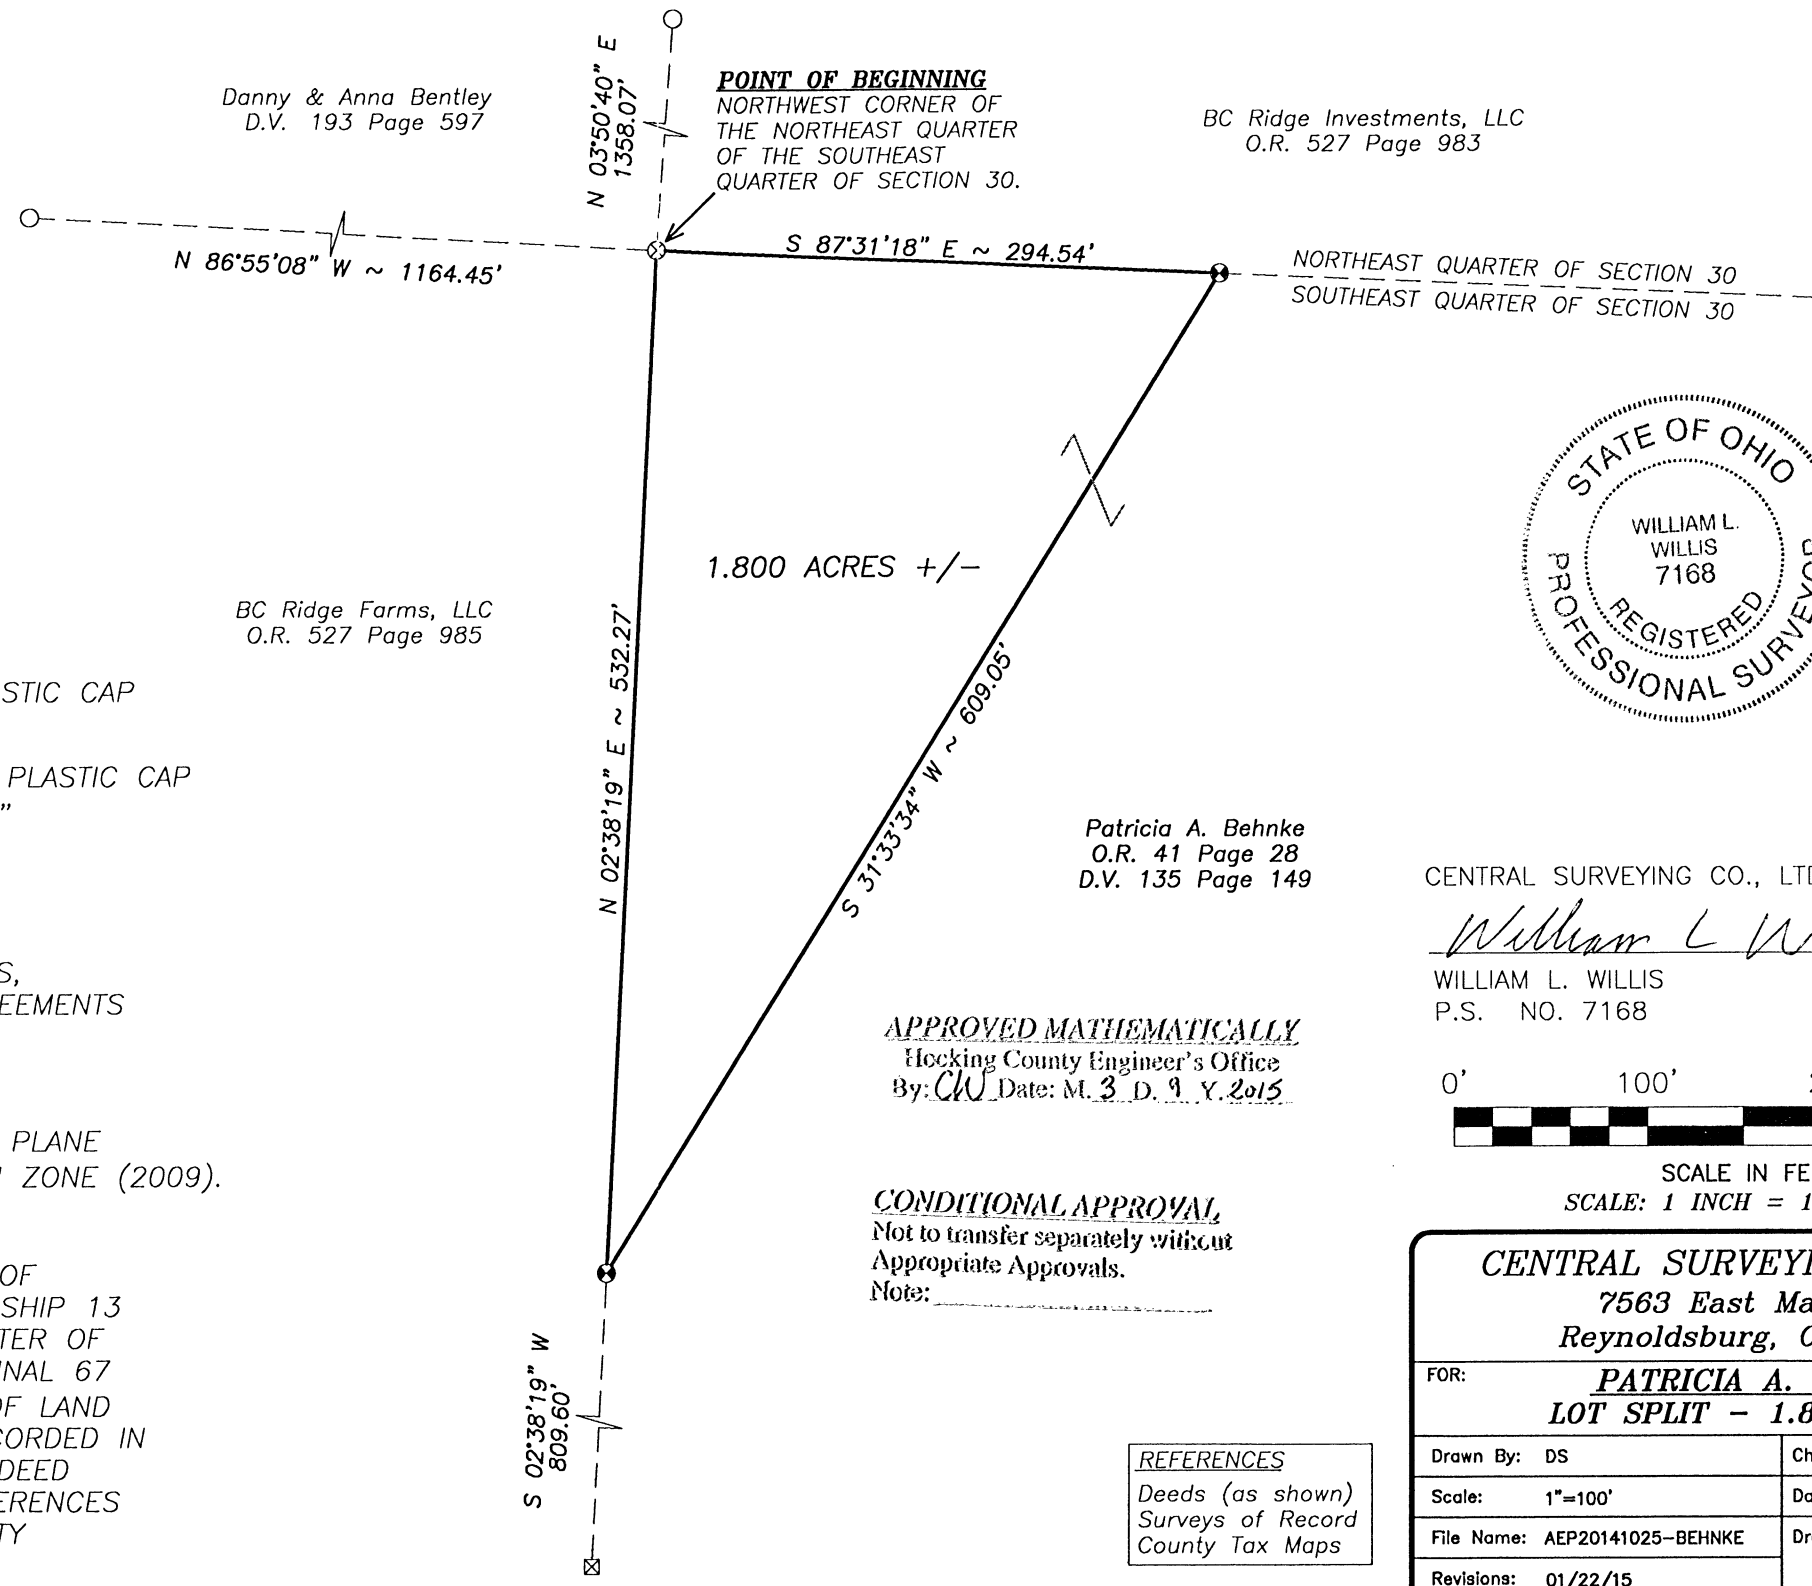 Danny & Anna Bentley
D.V. 193 Page 597
N 03°50'40" E
1358.07'
POINT OF BEGINNING
NORTHWEST CORNER OF
THE NORTHEAST QUARTER
OF THE SOUTHEAST
QUARTER OF SECTION 30.
BC Ridge Investments, LLC
O.R. 527 Page 983
N 86°55'08" W ~ 1164.45'
S 87°31'18" E ~ 294.54'
NORTHEAST QUARTER OF SECTION 30
SOUTHEAST QUARTER OF SECTION 30
STATE OF OHIO
WILLIAM L.
WILLIS
7168
REGISTERED
PROFESSIONAL SURVEYOR
1.800 ACRES +/-
BC Ridge Farms, LLC
O.R. 527 Page 985
N 02°38'19" E ~ 532.27'
S 31°33'34" W ~ 609.05'
STIC CAP
PLASTIC CAP
"
Patricia A. Behnke
O.R. 41 Page 28
D.V. 135 Page 149
CENTRAL SURVEYING CO., LTD
William L W
WILLIAM L. WILLIS
P.S. NO. 7168
S,
EEMENTS
APPROVED MATHEMATICALLY
Hocking County Engineer's Office
By: CW Date: M. 3 D. 9 Y. 2015
0' 100'
SCALE IN FE
SCALE: 1 INCH = 1
PLANE
ZONE (2009).
CONDITIONAL APPROVAL
Not to transfer separately without
Appropriate Approvals.
Note:
OF
SHIP 13
TER OF
INAL 67
OF LAND
CORDED IN
DEED
ERENCES
TY
S 02°38'19" W
809.60'
REFERENCES
Deeds (as shown)
Surveys of Record
County Tax Maps
CENTRAL SURVEYI
7563 East Ma
Reynoldsburg, O
FOR:
PATRICIA A.
LOT SPLIT - 1.8
Drawn By: DS
Ch
Scale: 1"=100'
Da
File Name: AEP20141025-BEHNKE
Dr
Revisions: 01/22/15